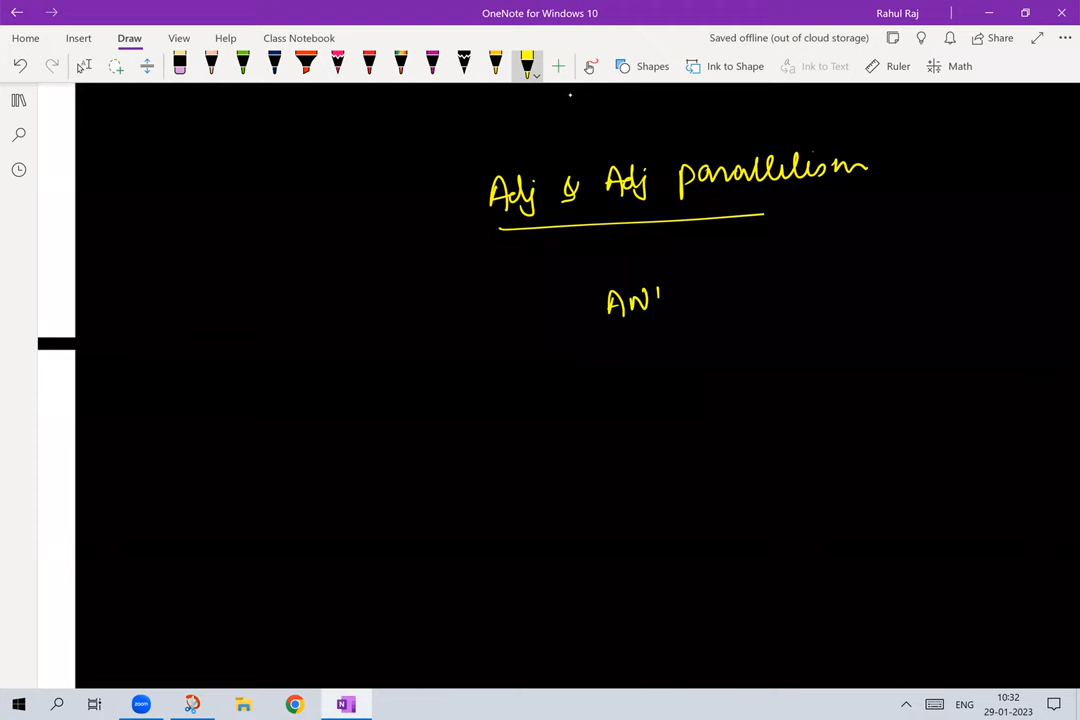 OneNote for Windows 10
Rahul Raj
Home Insert Draw View Help Class Notebook
Saved offline (out of cloud storage)
Share
Shapes
Ink to Shape
Ink to Text
Ruler
Math
Adj & Adj parallelism
AN'
zoom
N
ENG
10:32
29-01-2023